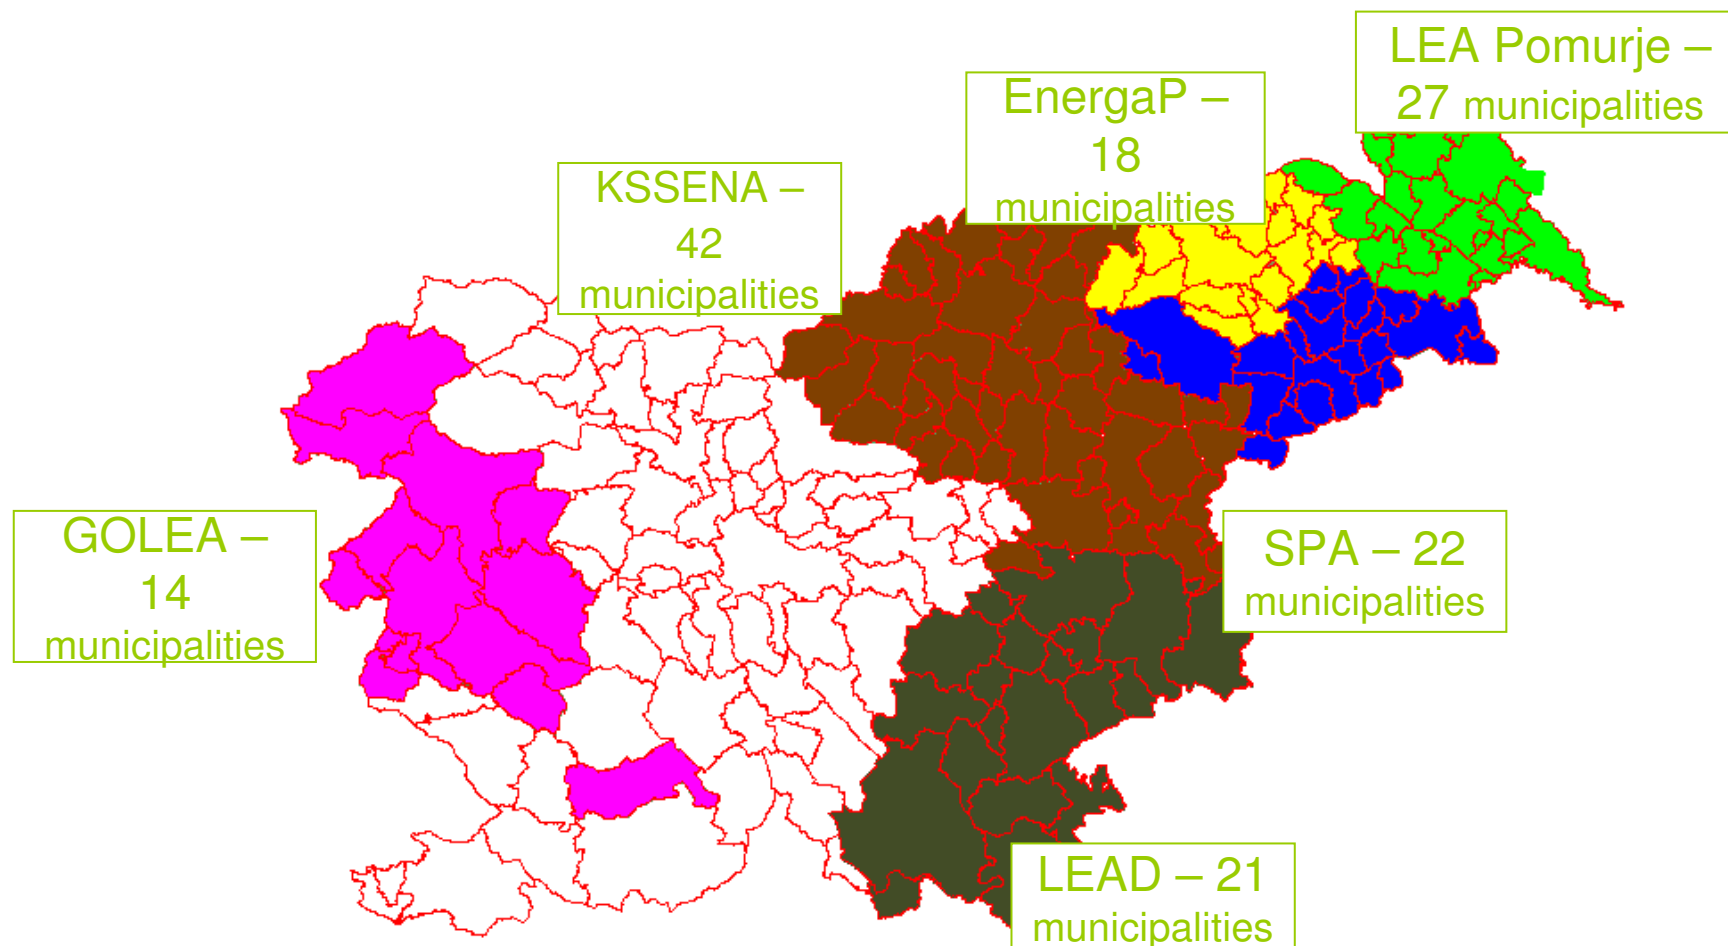 LEA Pomurje –
27 municipalities
EnergaP –
18
municipalities
KSSENA –
42
municipalities
GOLEA –
14
municipalities
SPA – 22
municipalities
LEAD – 21
municipalities